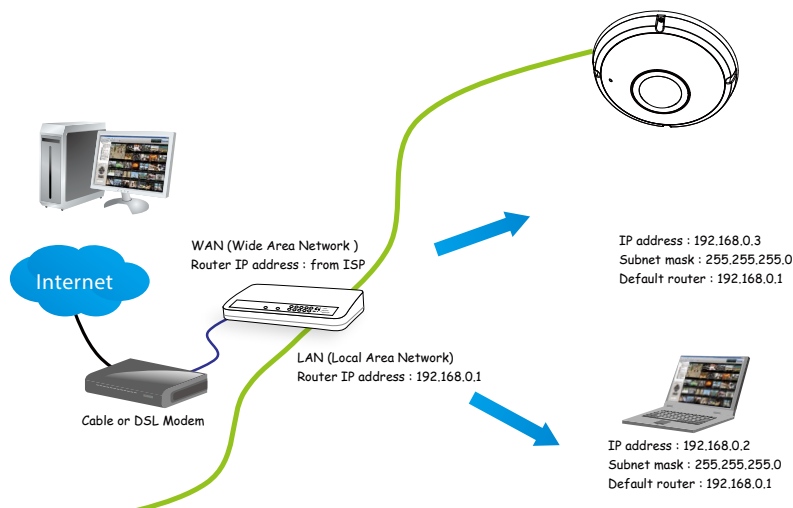 WAN (Wide Area Network )
Router IP address : from ISP
Internet
IP address : 192.168.0.3
Subnet mask : 255.255.255.0
Default router : 192.168.0.1
LAN (Local Area Network)
Router IP address : 192.168.0.1
Cable or DSL Modem
IP address : 192.168.0.2
Subnet mask : 255.255.255.0
Default router : 192.168.0.1